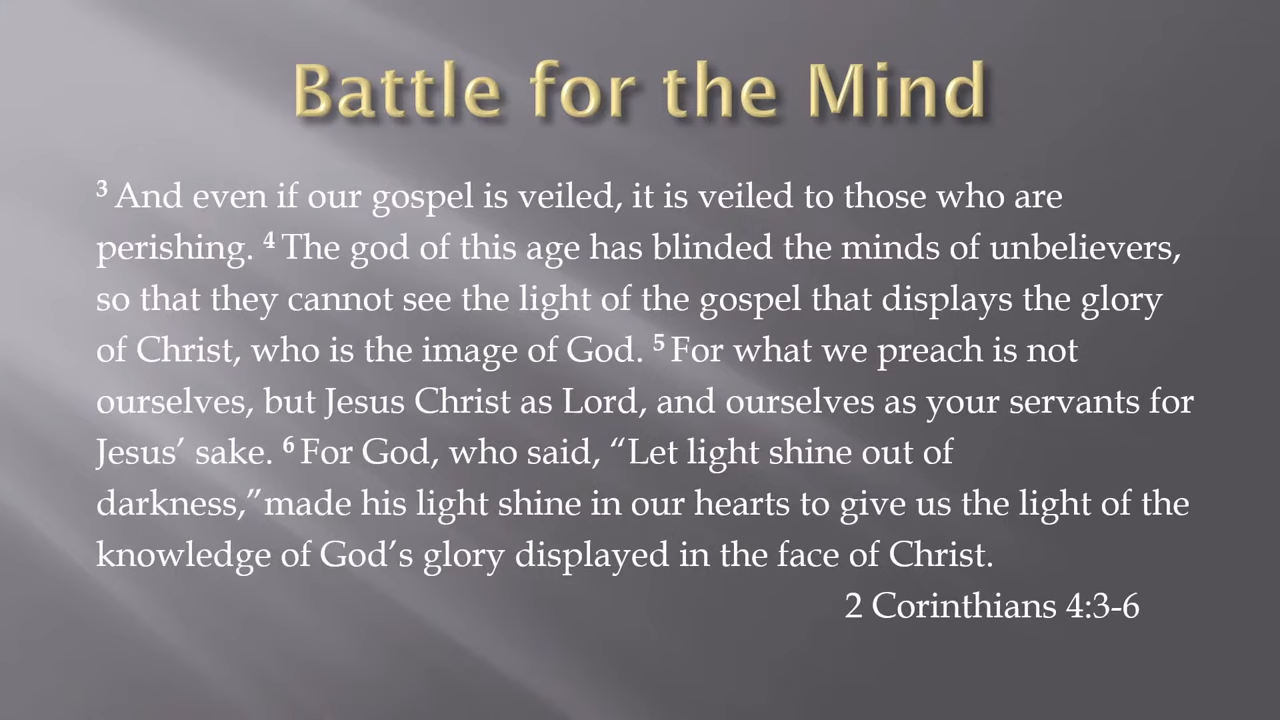 Battle for the Mind
³ And even if our gospel is veiled, it is veiled to those who are
perishing. ⁴ The god of this age has blinded the minds of unbelievers,
so that they cannot see the light of the gospel that displays the glory
of Christ, who is the image of God. ⁵ For what we preach is not
ourselves, but Jesus Christ as Lord, and ourselves as your servants for
Jesus’ sake. ⁶ For God, who said, “Let light shine out of
darkness,”made his light shine in our hearts to give us the light of the
knowledge of God’s glory displayed in the face of Christ.
2 Corinthians 4:3-6